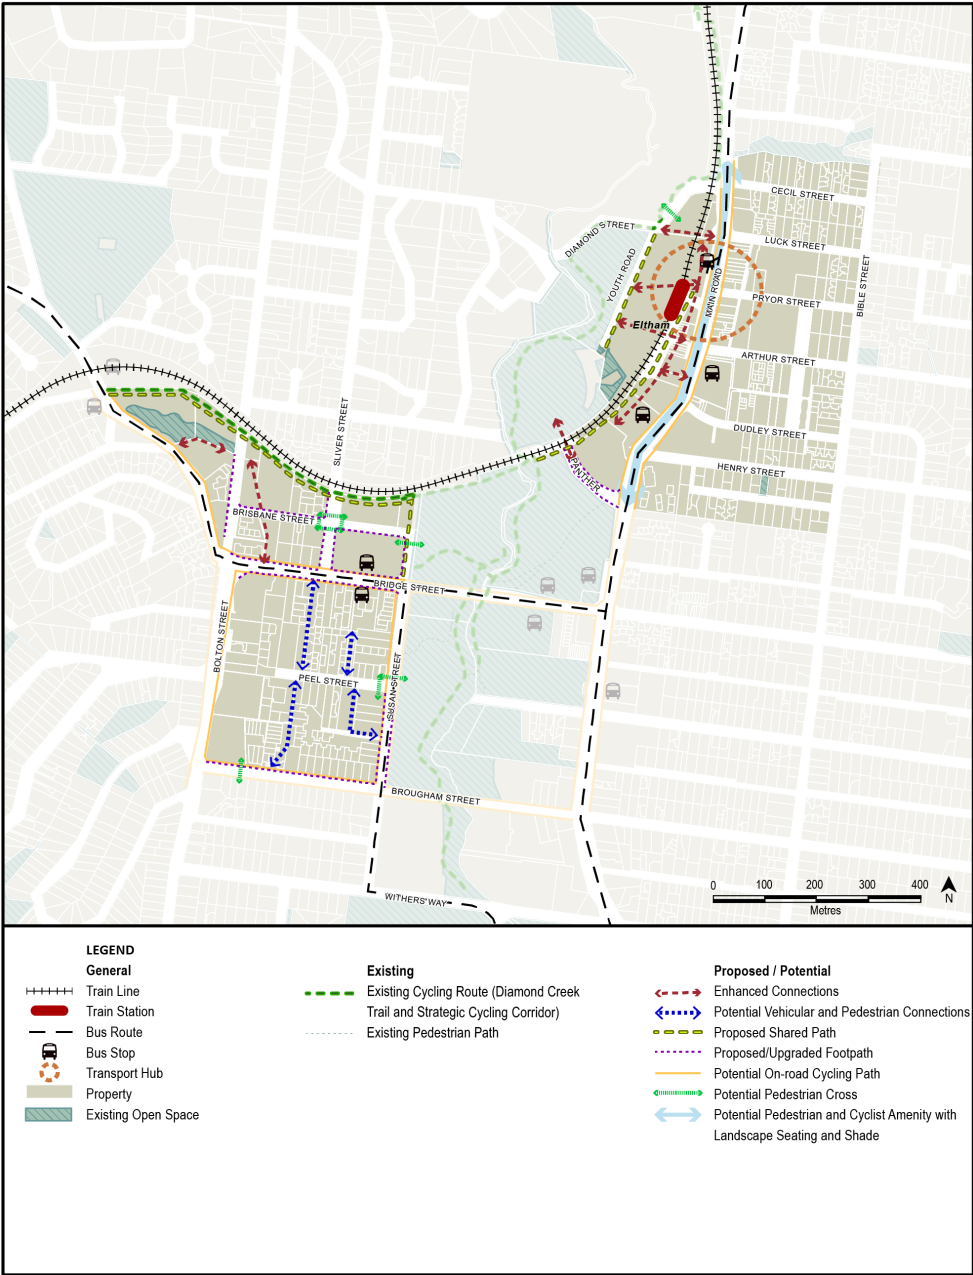 CECIL STREET
DIAMOND STREET
LUCK STREET
YOUTH ROAD
BIBLE STREET
MAIN ROAD
PRYOR STREET
Eltham
ARTHUR STREET
SLIVER STREET
DUDLEY STREET
HENRY STREET
PANTHER
BRISBANE STREET
BRIDGE STREET
BOLTON STREET
PEEL STREET
SUSAN STREET
BROUGHAM STREET
WITHERS WAY
0 100 200 300 400
Metres
N
LEGEND
General
Train Line
Train Station
Bus Route
Bus Stop
Transport Hub
Property
Existing Open Space
Existing
Existing Cycling Route (Diamond Creek
Trail and Strategic Cycling Corridor)
Existing Pedestrian Path
Proposed / Potential
Enhanced Connections
Potential Vehicular and Pedestrian Connections
Proposed Shared Path
Proposed/Upgraded Footpath
Potential On-road Cycling Path
Potential Pedestrian Cross
Potential Pedestrian and Cyclist Amenity with
Landscape Seating and Shade